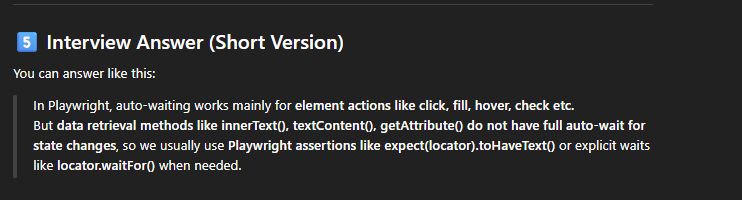 5 Interview Answer (Short Version)
You can answer like this:
In Playwright, auto-waiting works mainly for element actions like click, fill, hover, check etc.
But data retrieval methods like innerText(), textContent(), getAttribute() do not have full auto-wait for
state changes, so we usually use Playwright assertions like expect(locator).toHaveText() or explicit waits
like locator.waitFor() when needed.